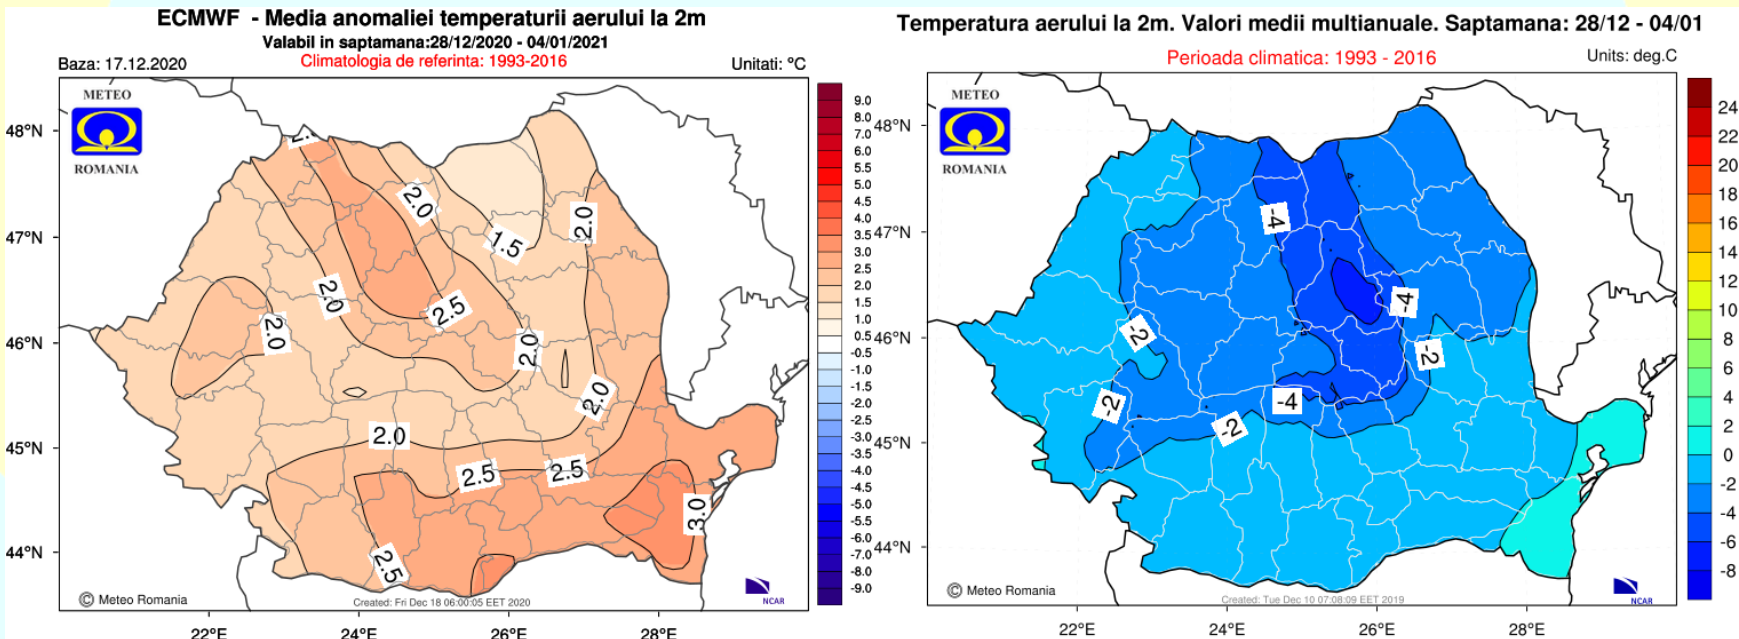 ECMWF - Media anomaliei temperaturii aerului la 2m
Valabil in saptamana:28/12/2020 - 04/01/2021
Climatologia de referinta: 1993-2016
Baza: 17.12.2020
Unitati: °C
METEO
ROMANIA
48°N
47°N
46°N
45°N
44°N
22°E
24°E
26°E
28°E
2.0
1.5
2.0
2.0
2.5
2.0
2.0
2.0
2.0
2.5
2.5
3.0
2.5
9.0
8.0
7.0
6.0
5.5
5.0
4.5
4.0
3.5
3.0
2.5
2.0
1.5
1.0
0.5
-0.5
-1.0
-1.5
-2.0
-2.5
-3.0
-3.5
-4.0
-4.5
-5.0
-5.5
-6.0
-7.0
-8.0
-9.0
© Meteo Romania
Created: Fri Dec 18 06:00:05 EET 2020
NCAR
Temperatura aerului la 2m. Valori medii multianuale. Saptamana: 28/12 - 04/01
Perioada climatica: 1993 - 2016
Units: deg.C
METEO
ROMANIA
48°N
47°N
46°N
45°N
44°N
22°E
24°E
26°E
28°E
-4
-4
-2
-2
-2
-4
-2
24
22
20
18
16
14
12
10
8
6
4
2
0
-2
-4
-6
-8
© Meteo Romania
Created: Tue Dec 10 07:08:09 EET 2019
NCAR